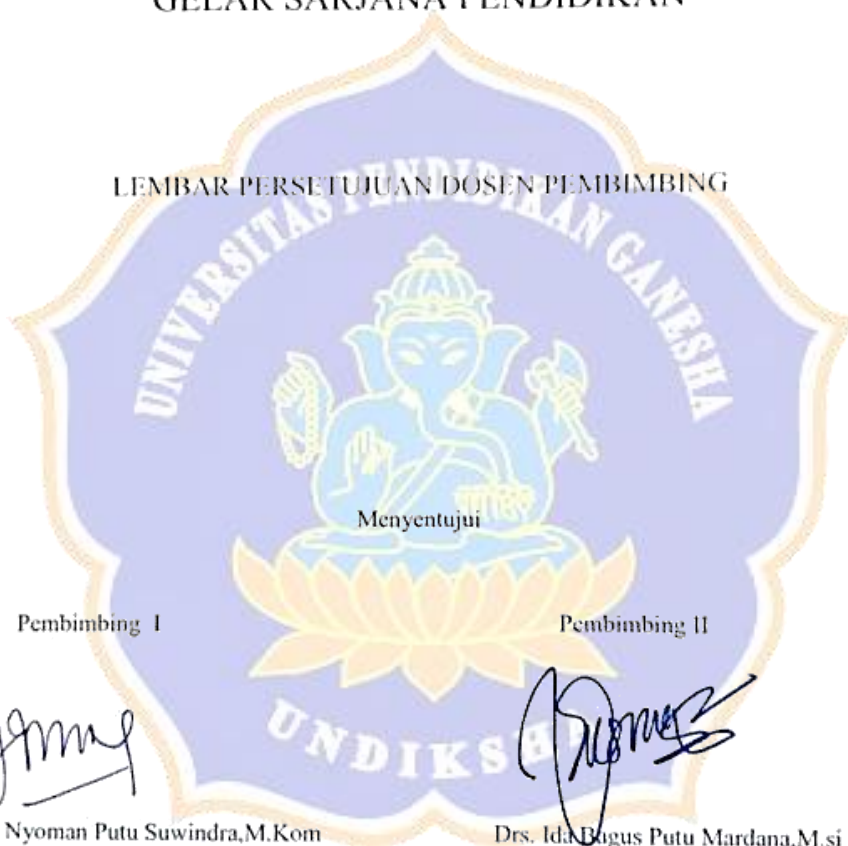 GELAR SARJANA PENDIDIKAN
LEMBAR PERSETUJUAN DOSEN PEMBIMBING
UNIVERSITAS PENDIDIKAN GANESHA
Menyentujui
Pembimbing I
Pembimbing II
UNDIKSHA
Nyoman Putu Suwindra,M.Kom
Drs. Ida Bagus Putu Mardana,M.si